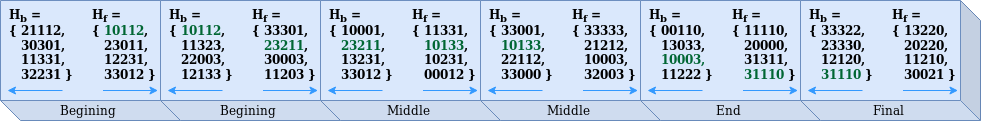 H_b = H_f = H_b = H_f = H_b = H_f = H_b = H_f = H_b = H_f = H_b = H_f =
{ 21112, { 10112, { 10112, { 33301, { 10001, { 11331, { 33001, { 33333, { 00110, { 11110, { 33322, { 13220,
30301, 23011, 11323, 23211, 23211, 10133, 10133, 21212, 13033, 20000, 23330, 20220,
11331, 12231, 22003, 30003, 13231, 10231, 22112, 10003, 10003, 31311, 12120, 11210,
32231 } 33012 } 12133 } 11203 } 33012 } 00012 } 33000 } 32003 } 11222 } 31110 } 31110 } 30021 }
Begining Begining Middle Middle End Final